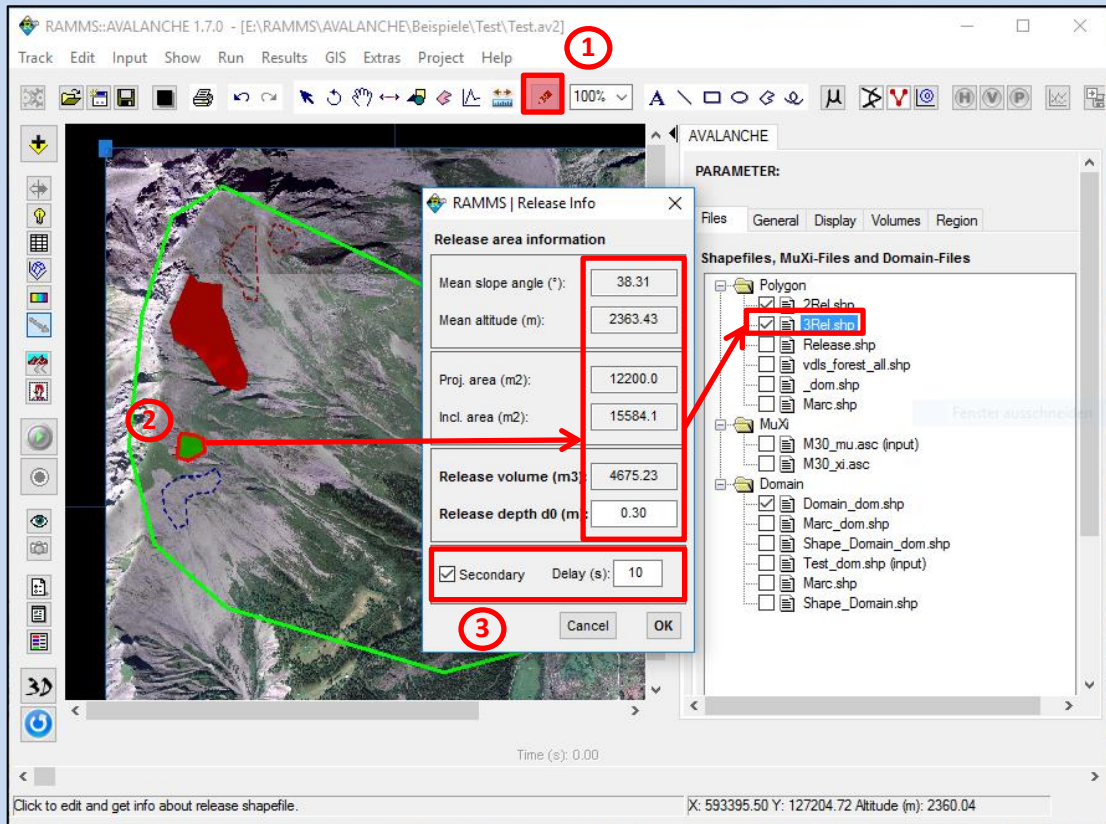 RAMMS::AVALANCHE 1.7.0 - [E:\RAMMS\AVALANCHE\Beispiele\Test\Test.av2]
1
Track Edit Input Show Run Results GIS Extras Project Help
100% A μ H V P
AVALANCHE
PARAMETER:
Files General Display Volumes Region
Shapefiles, MuXi-Files and Domain-Files
Polygon
2Rel.shp
3Rel.shp
Release.shp
vdls_forest_all.shp
_dom.shp
Marc.shp
MuXi
M30_mu.asc (input)
M30_xi.asc
Domain
Domain_dom.shp
Marc_dom.shp
Shape_Domain_dom.shp
Test_dom.shp (input)
Marc.shp
Shape_Domain.shp
Fenster ausschneiden
RAMMS | Release Info
Release area information
Mean slope angle (°): 38.31
Mean altitude (m): 2363.43
Proj. area (m2): 12200.0
Incl. area (m2): 15584.1
Release volume (m3): 4675.23
Release depth d0 (m): 0.30
Secondary Delay (s): 10
Cancel OK
2
3
3D
Time (s): 0.00
Click to edit and get info about release shapefile.
X: 593395.50 Y: 127204.72 Altitude (m): 2360.04